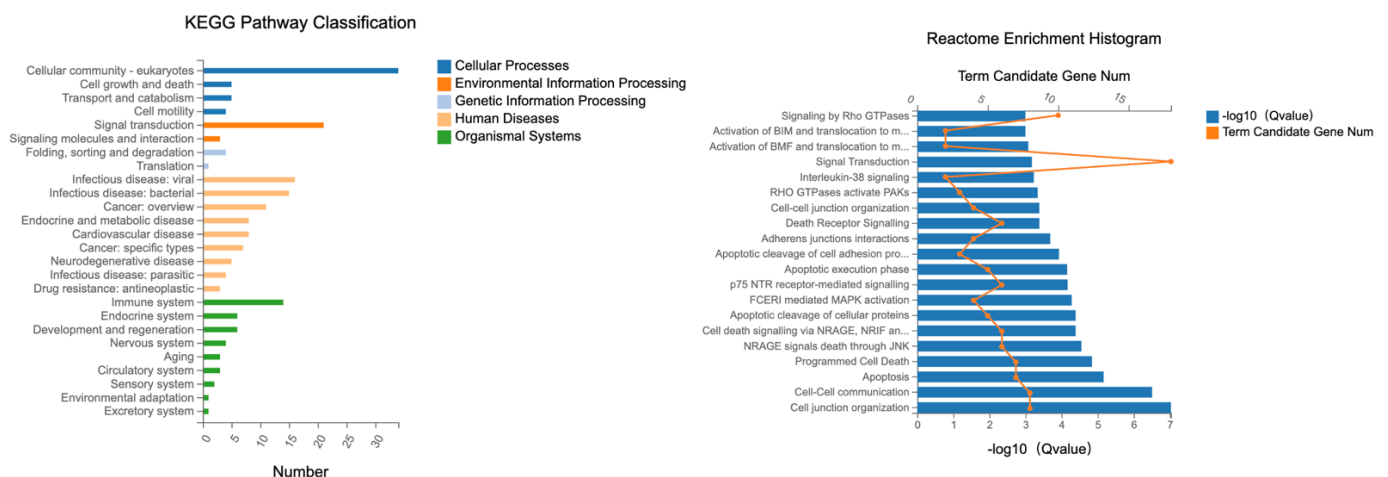 KEGG Pathway Classification
Cellular community - eukaryotes
Cell growth and death
Transport and catabolism
Cell motility
Signal transduction
Signaling molecules and interaction
Folding, sorting and degradation
Translation
Infectious disease: viral
Infectious disease: bacterial
Cancer: overview
Endocrine and metabolic disease
Cardiovascular disease
Cancer: specific types
Neurodegenerative disease
Infectious disease: parasitic
Drug resistance: antineoplastic
Immune system
Endocrine system
Development and regeneration
Nervous system
Aging
Circulatory system
Sensory system
Environmental adaptation
Excretory system
0 5 10 15 20 25 30
Number
Cellular Processes
Environmental Information Processing
Genetic Information Processing
Human Diseases
Organismal Systems
Reactome Enrichment Histogram
Term Candidate Gene Num
0 5 10 15
Signaling by Rho GTPases
Activation of BIM and translocation to m...
Activation of BMF and translocation to m...
Signal Transduction
Interleukin-38 signaling
RHO GTPases activate PAKs
Cell-cell junction organization
Death Receptor Signalling
Adherens junctions interactions
Apoptotic cleavage of cell adhesion pro...
Apoptotic execution phase
p75 NTR receptor-mediated signalling
FCERI mediated MAPK activation
Apoptotic cleavage of cellular proteins
Cell death signalling via NRAGE, NRIF an...
NRAGE signals death through JNK
Programmed Cell Death
Apoptosis
Cell-Cell communication
Cell junction organization
0 1 2 3 4 5 6 7
-log10（Qvalue）
-log10（Qvalue）
Term Candidate Gene Num